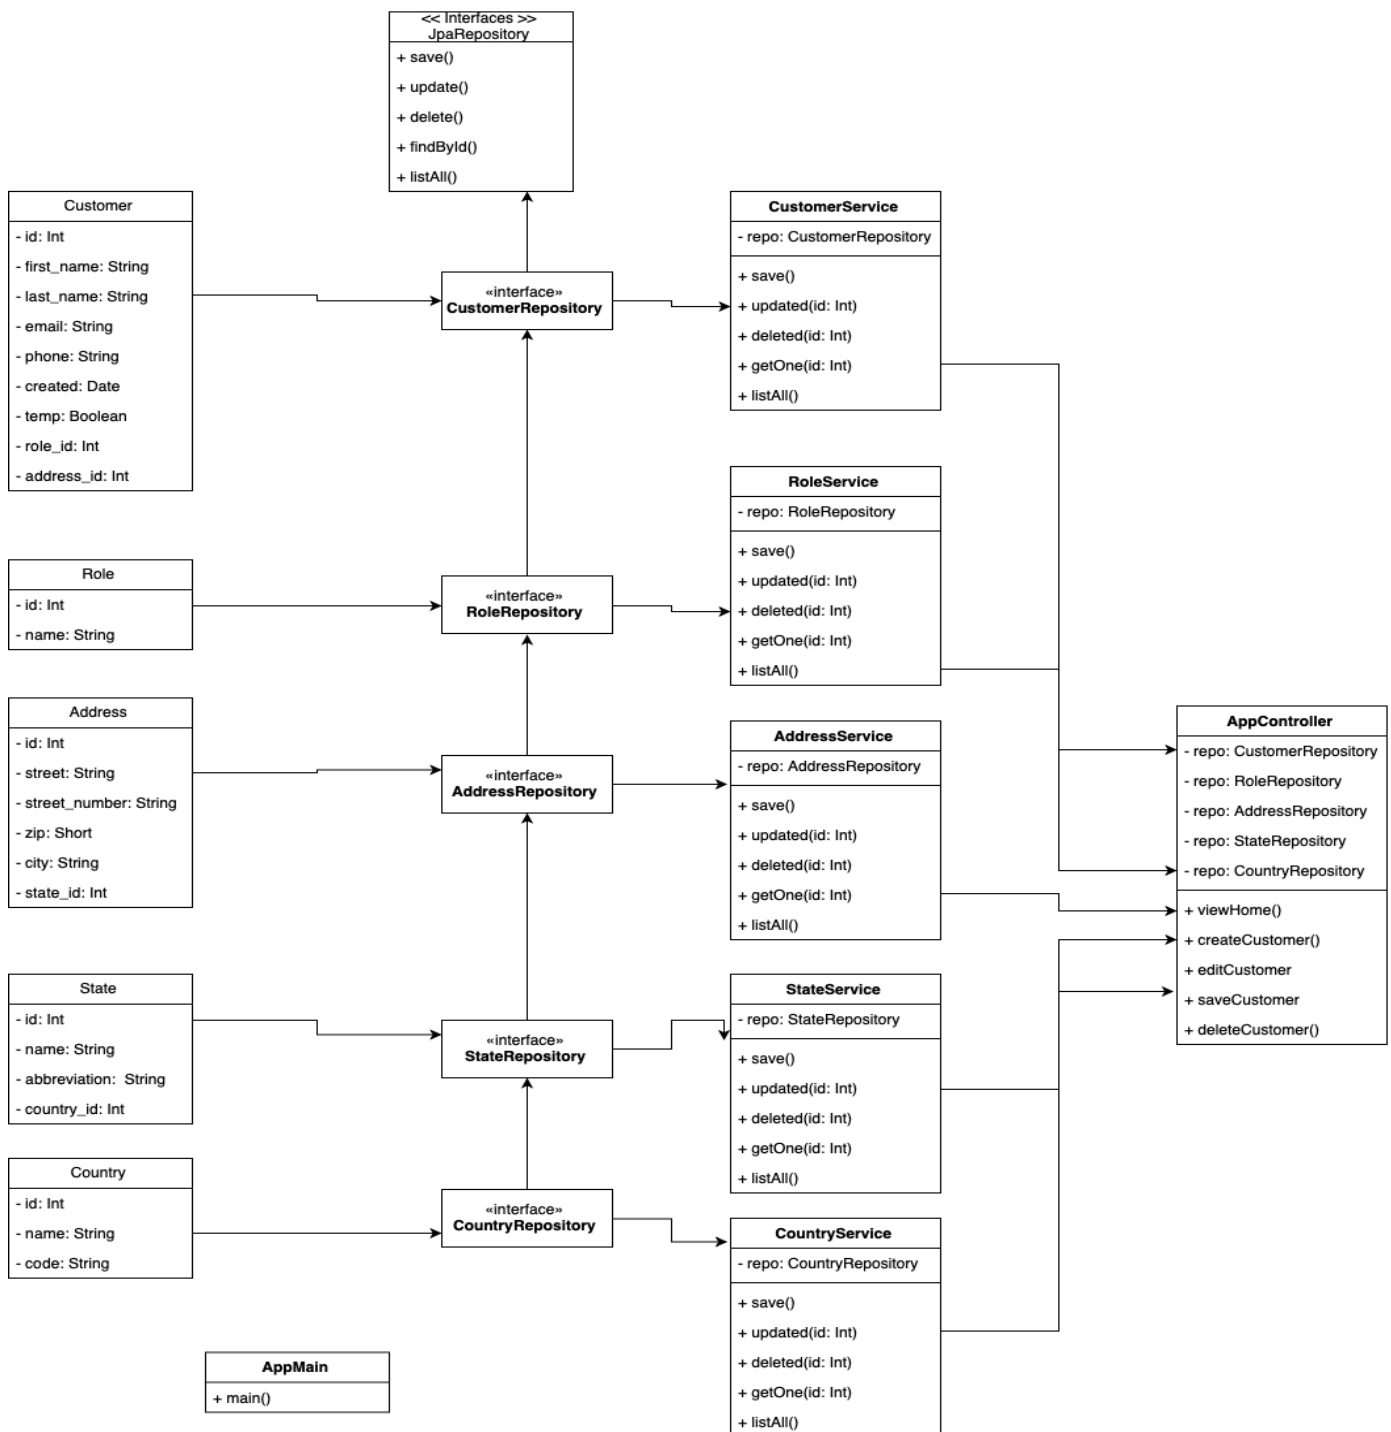 << Interfaces >>
JpaRepository
+ save()
+ update()
+ delete()
+ findById()
+ listAll()
Customer
- id: Int
- first_name: String
- last_name: String
- email: String
- phone: String
- created: Date
- temp: Boolean
- role_id: Int
- address_id: Int
«interface»
CustomerRepository
CustomerService
- repo: CustomerRepository
+ save()
+ updated(id: Int)
+ deleted(id: Int)
+ getOne(id: Int)
+ listAll()
Role
- id: Int
- name: String
«interface»
RoleRepository
RoleService
- repo: RoleRepository
+ save()
+ updated(id: Int)
+ deleted(id: Int)
+ getOne(id: Int)
+ listAll()
Address
- id: Int
- street: String
- street_number: String
- zip: Short
- city: String
- state_id: Int
«interface»
AddressRepository
AddressService
- repo: AddressRepository
+ save()
+ updated(id: Int)
+ deleted(id: Int)
+ getOne(id: Int)
+ listAll()
AppController
- repo: CustomerRepository
- repo: RoleRepository
- repo: AddressRepository
- repo: StateRepository
- repo: CountryRepository
+ viewHome()
+ createCustomer()
+ editCustomer
+ saveCustomer
+ deleteCustomer()
State
- id: Int
- name: String
- abbreviation:  String
- country_id: Int
«interface»
StateRepository
StateService
- repo: StateRepository
+ save()
+ updated(id: Int)
+ deleted(id: Int)
+ getOne(id: Int)
+ listAll()
Country
- id: Int
- name: String
- code: String
«interface»
CountryRepository
CountryService
- repo: CountryRepository
+ save()
+ updated(id: Int)
+ deleted(id: Int)
+ getOne(id: Int)
+ listAll()
AppMain
+ main()